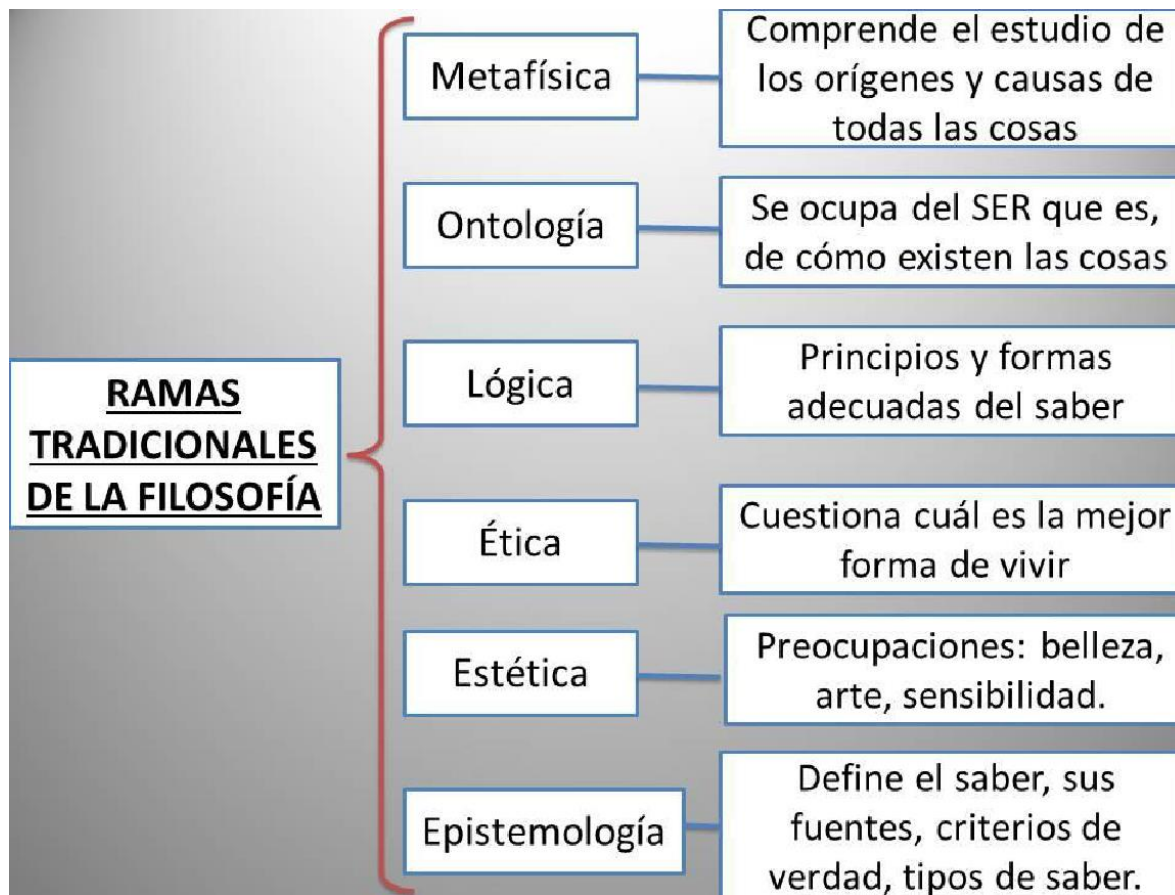 RAMAS
TRADICIONALES
DE LA FILOSOFÍA
Metafísica
Comprende el estudio de
los orígenes y causas de
todas las cosas
Ontología
Se ocupa del SER que es,
de cómo existen las cosas
Lógica
Principios y formas
adecuadas del saber
Ética
Cuestiona cuál es la mejor
forma de vivir
Estética
Preocupaciones: belleza,
arte, sensibilidad.
Epistemología
Define el saber, sus
fuentes, criterios de
verdad, tipos de saber.